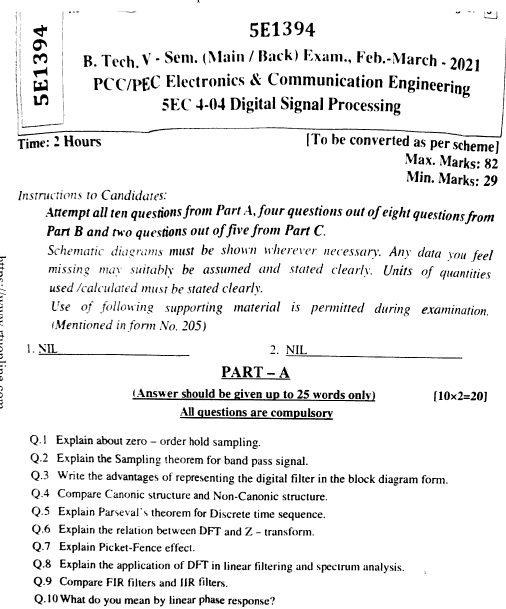 5E1394
5E1394
B. Tech. V - Sem. (Main / Back) Exam., Feb.-March - 2021
PCC/PEC Electronics & Communication Engineering
5EC 4-04 Digital Signal Processing
Time: 2 Hours
[To be converted as per scheme]
Max. Marks: 82
Min. Marks: 29
Instructions to Candidates:
Attempt all ten questions from Part A, four questions out of eight questions from
Part B and two questions out of five from Part C.
Schematic diagrams must be shown wherever necessary. Any data you feel
missing may suitably be assumed and stated clearly. Units of quantities
used /calculated must be stated clearly.
Use of following supporting material is permitted during examination.
(Mentioned in form No. 205)
1. NIL
2. NIL
PART – A
(Answer should be given up to 25 words only) [10×2=20]
All questions are compulsory
Q.1 Explain about zero – order hold sampling.
Q.2 Explain the Sampling theorem for band pass signal.
Q.3 Write the advantages of representing the digital filter in the block diagram form.
Q.4 Compare Canonic structure and Non-Canonic structure.
Q.5 Explain Parseval's theorem for Discrete time sequence.
Q.6 Explain the relation between DFT and Z – transform.
Q.7 Explain Picket-Fence effect.
Q.8 Explain the application of DFT in linear filtering and spectrum analysis.
Q.9 Compare FIR filters and IIR filters.
Q.10 What do you mean by linear phase response?